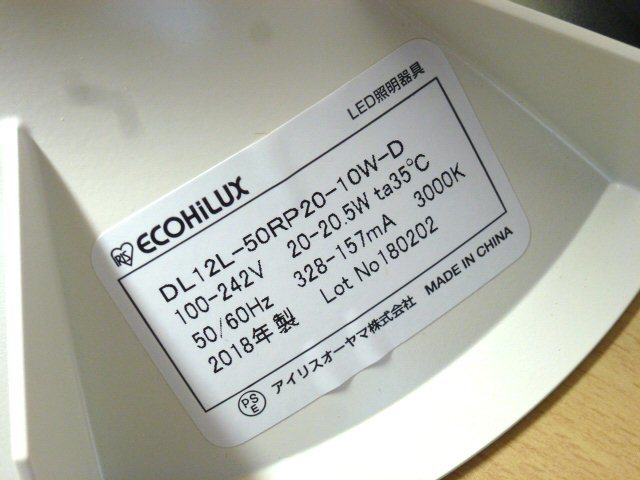 ECOHiLUX LED照明器具
DL12L-50RP20-10W-D
100-242V 20-20.5W ta35℃
50/60Hz 328-157mA 3000K
2018年製 Lot No180202
PSE アイリスオーヤマ株式会社 MADE IN CHINA